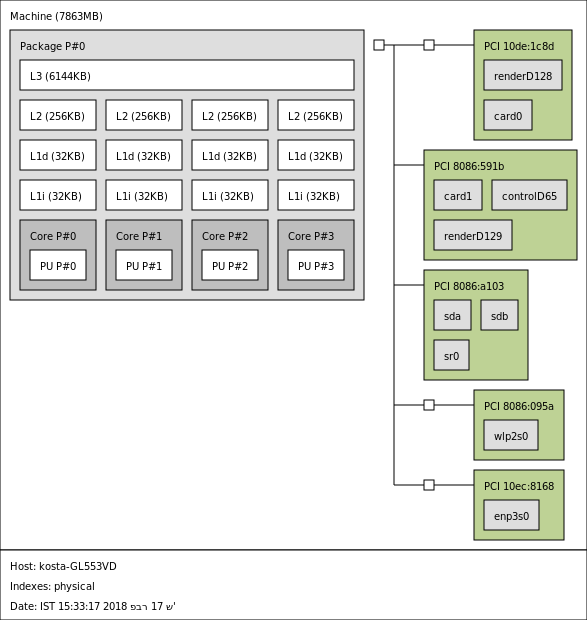 Machine (7863MB)
Package P#0
L3 (6144KB)
L2 (256KB) L2 (256KB) L2 (256KB) L2 (256KB)
L1d (32KB) L1d (32KB) L1d (32KB) L1d (32KB)
L1i (32KB) L1i (32KB) L1i (32KB) L1i (32KB)
Core P#0 Core P#1 Core P#2 Core P#3
PU P#0 PU P#1 PU P#2 PU P#3
PCI 10de:1c8d
renderD128
card0
PCI 8086:591b
card1 controlD65
renderD129
PCI 8086:a103
sda sdb
sr0
PCI 8086:095a
wlp2s0
PCI 10ec:8168
enp3s0
Host: kosta-GL553VD
Indexes: physical
Date: IST 15:33:17 2018 ש' 17 פבר